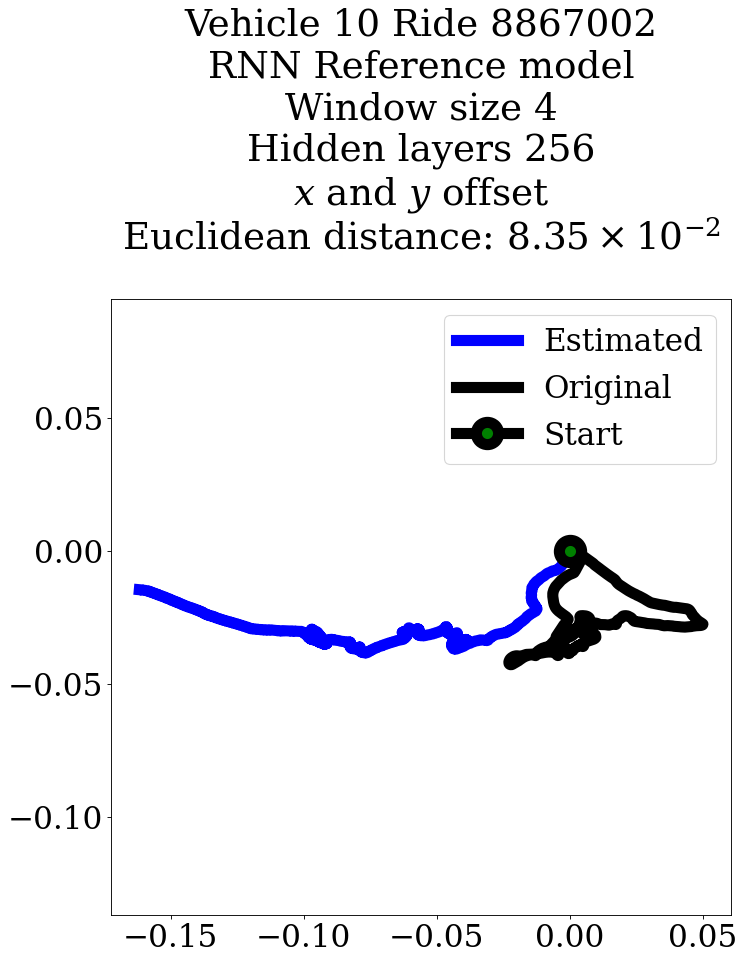 Vehicle 10 Ride 8867002
RNN Reference model
Window size 4
Hidden layers 256
x and y offset
Euclidean distance: 8.35 × 10⁻²
Estimated
Original
Start
0.05
0.00
−0.05
−0.10
−0.15 −0.10 −0.05 0.00 0.05